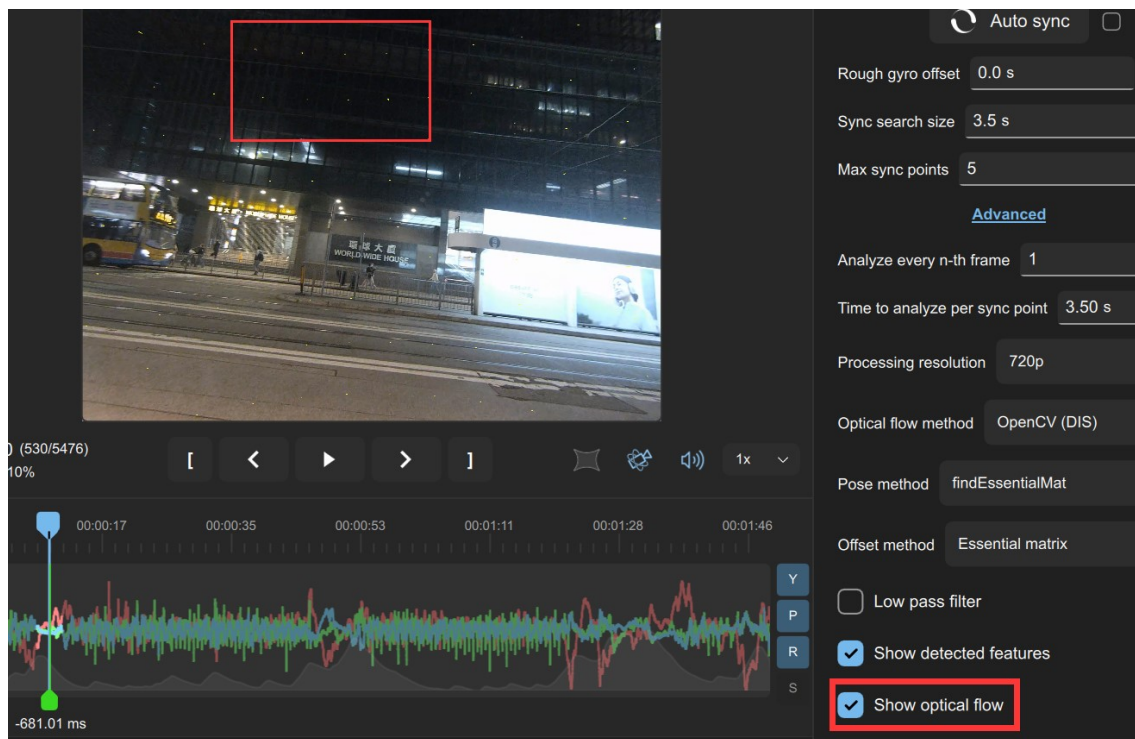 Auto sync
Rough gyro offset 0.0 s
Sync search size 3.5 s
Max sync points 5
Advanced
Analyze every n-th frame 1
Time to analyze per sync point 3.50 s
Processing resolution 720p
Optical flow method OpenCV (DIS)
Pose method findEssentialMat
Offset method Essential matrix
Low pass filter
Show detected features
Show optical flow
環球大廈
WORLD-WIDE HOUSE
(530/5476)
10%
[
]
1x
00:00:17 00:00:35 00:00:53 00:01:11 00:01:28 00:01:46
Y
P
R
S
-681.01 ms